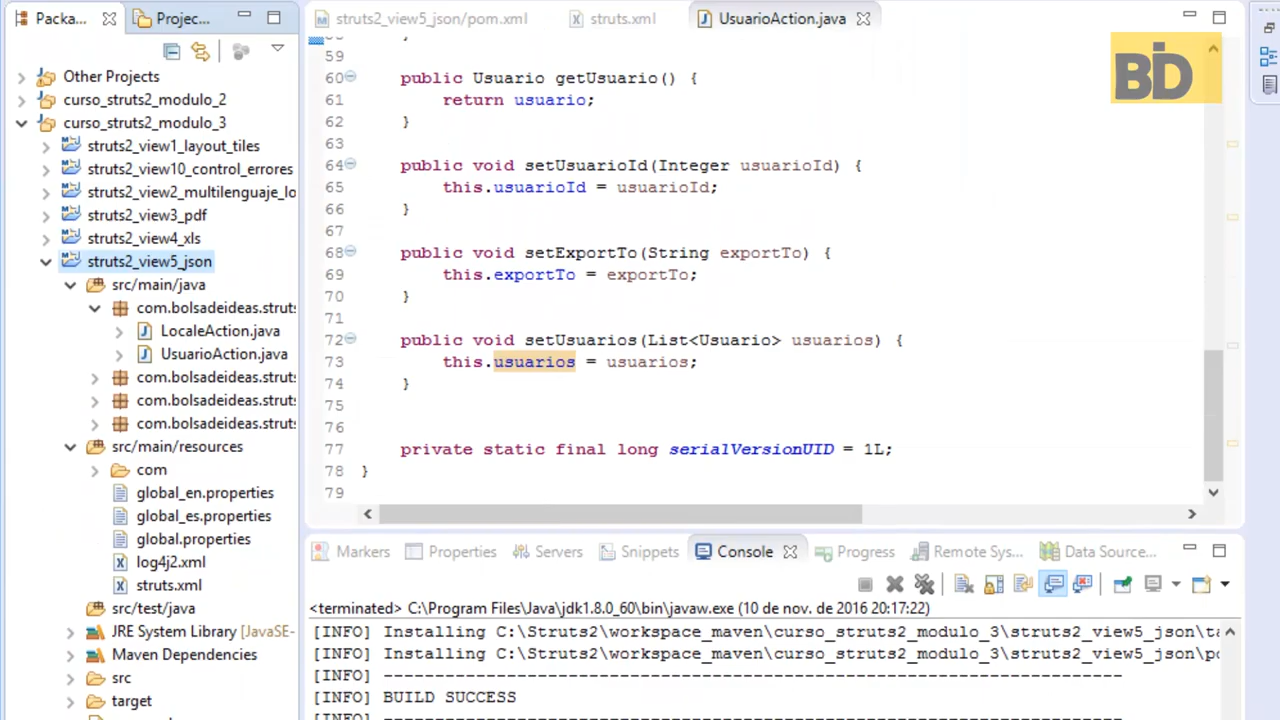 Packa...
Projec...
Other Projects
curso_struts2_modulo_2
curso_struts2_modulo_3
struts2_view1_layout_tiles
struts2_view10_control_errores
struts2_view2_multilenguaje_lo
struts2_view3_pdf
struts2_view4_xls
struts2_view5_json
src/main/java
com.bolsadeideas.struts
LocaleAction.java
UsuarioAction.java
com.bolsadeideas.struts
com.bolsadeideas.struts
com.bolsadeideas.struts
src/main/resources
com
global_en.properties
global_es.properties
global.properties
log4j2.xml
struts.xml
src/test/java
JRE System Library [JavaSE-
Maven Dependencies
src
target
struts2_view5_json/pom.xml
struts.xml
UsuarioAction.java
BiD
59
60 public Usuario getUsuario() {
61 return usuario;
62 }
63
64 public void setUsuarioId(Integer usuarioId) {
65 this.usuarioId = usuarioId;
66 }
67
68 public void setExportTo(String exportTo) {
69 this.exportTo = exportTo;
70 }
71
72 public void setUsuarios(List<Usuario> usuarios) {
73 this.usuarios = usuarios;
74 }
75
76
77 private static final long serialVersionUID = 1L;
78 }
79
Markers
Properties
Servers
Snippets
Console
Progress
Remote Sys...
Data Source...
<terminated> C:\Program Files\Java\jdk1.8.0_60\bin\javaw.exe (10 de nov. de 2016 20:17:22)
[INFO] Installing C:\Struts2\workspace_maven\curso_struts2_modulo_3\struts2_view5_json\ta
[INFO] Installing C:\Struts2\workspace_maven\curso_struts2_modulo_3\struts2_view5_json\po
[INFO] ------------------------------------------------------------------------
[INFO] BUILD SUCCESS
[INFO] ------------------------------------------------------------------------